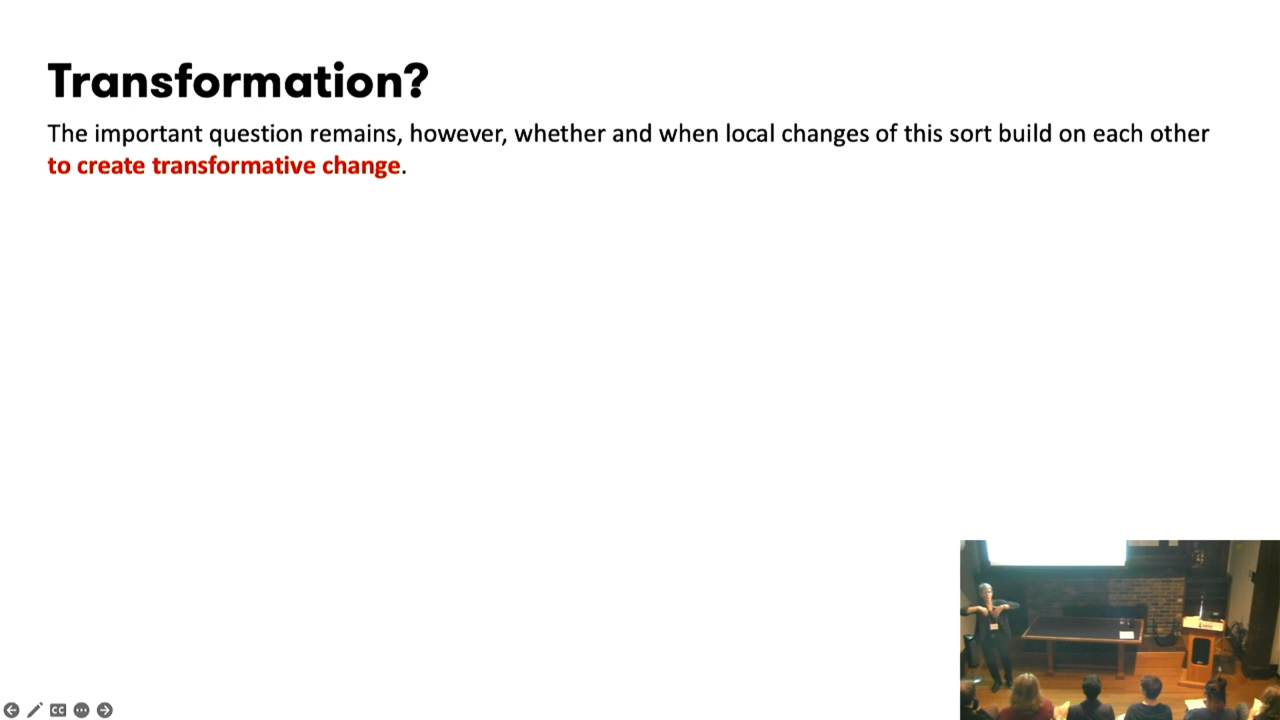 Transformation?
The important question remains, however, whether and when local changes of this sort build on each other
to create transformative change.
CC